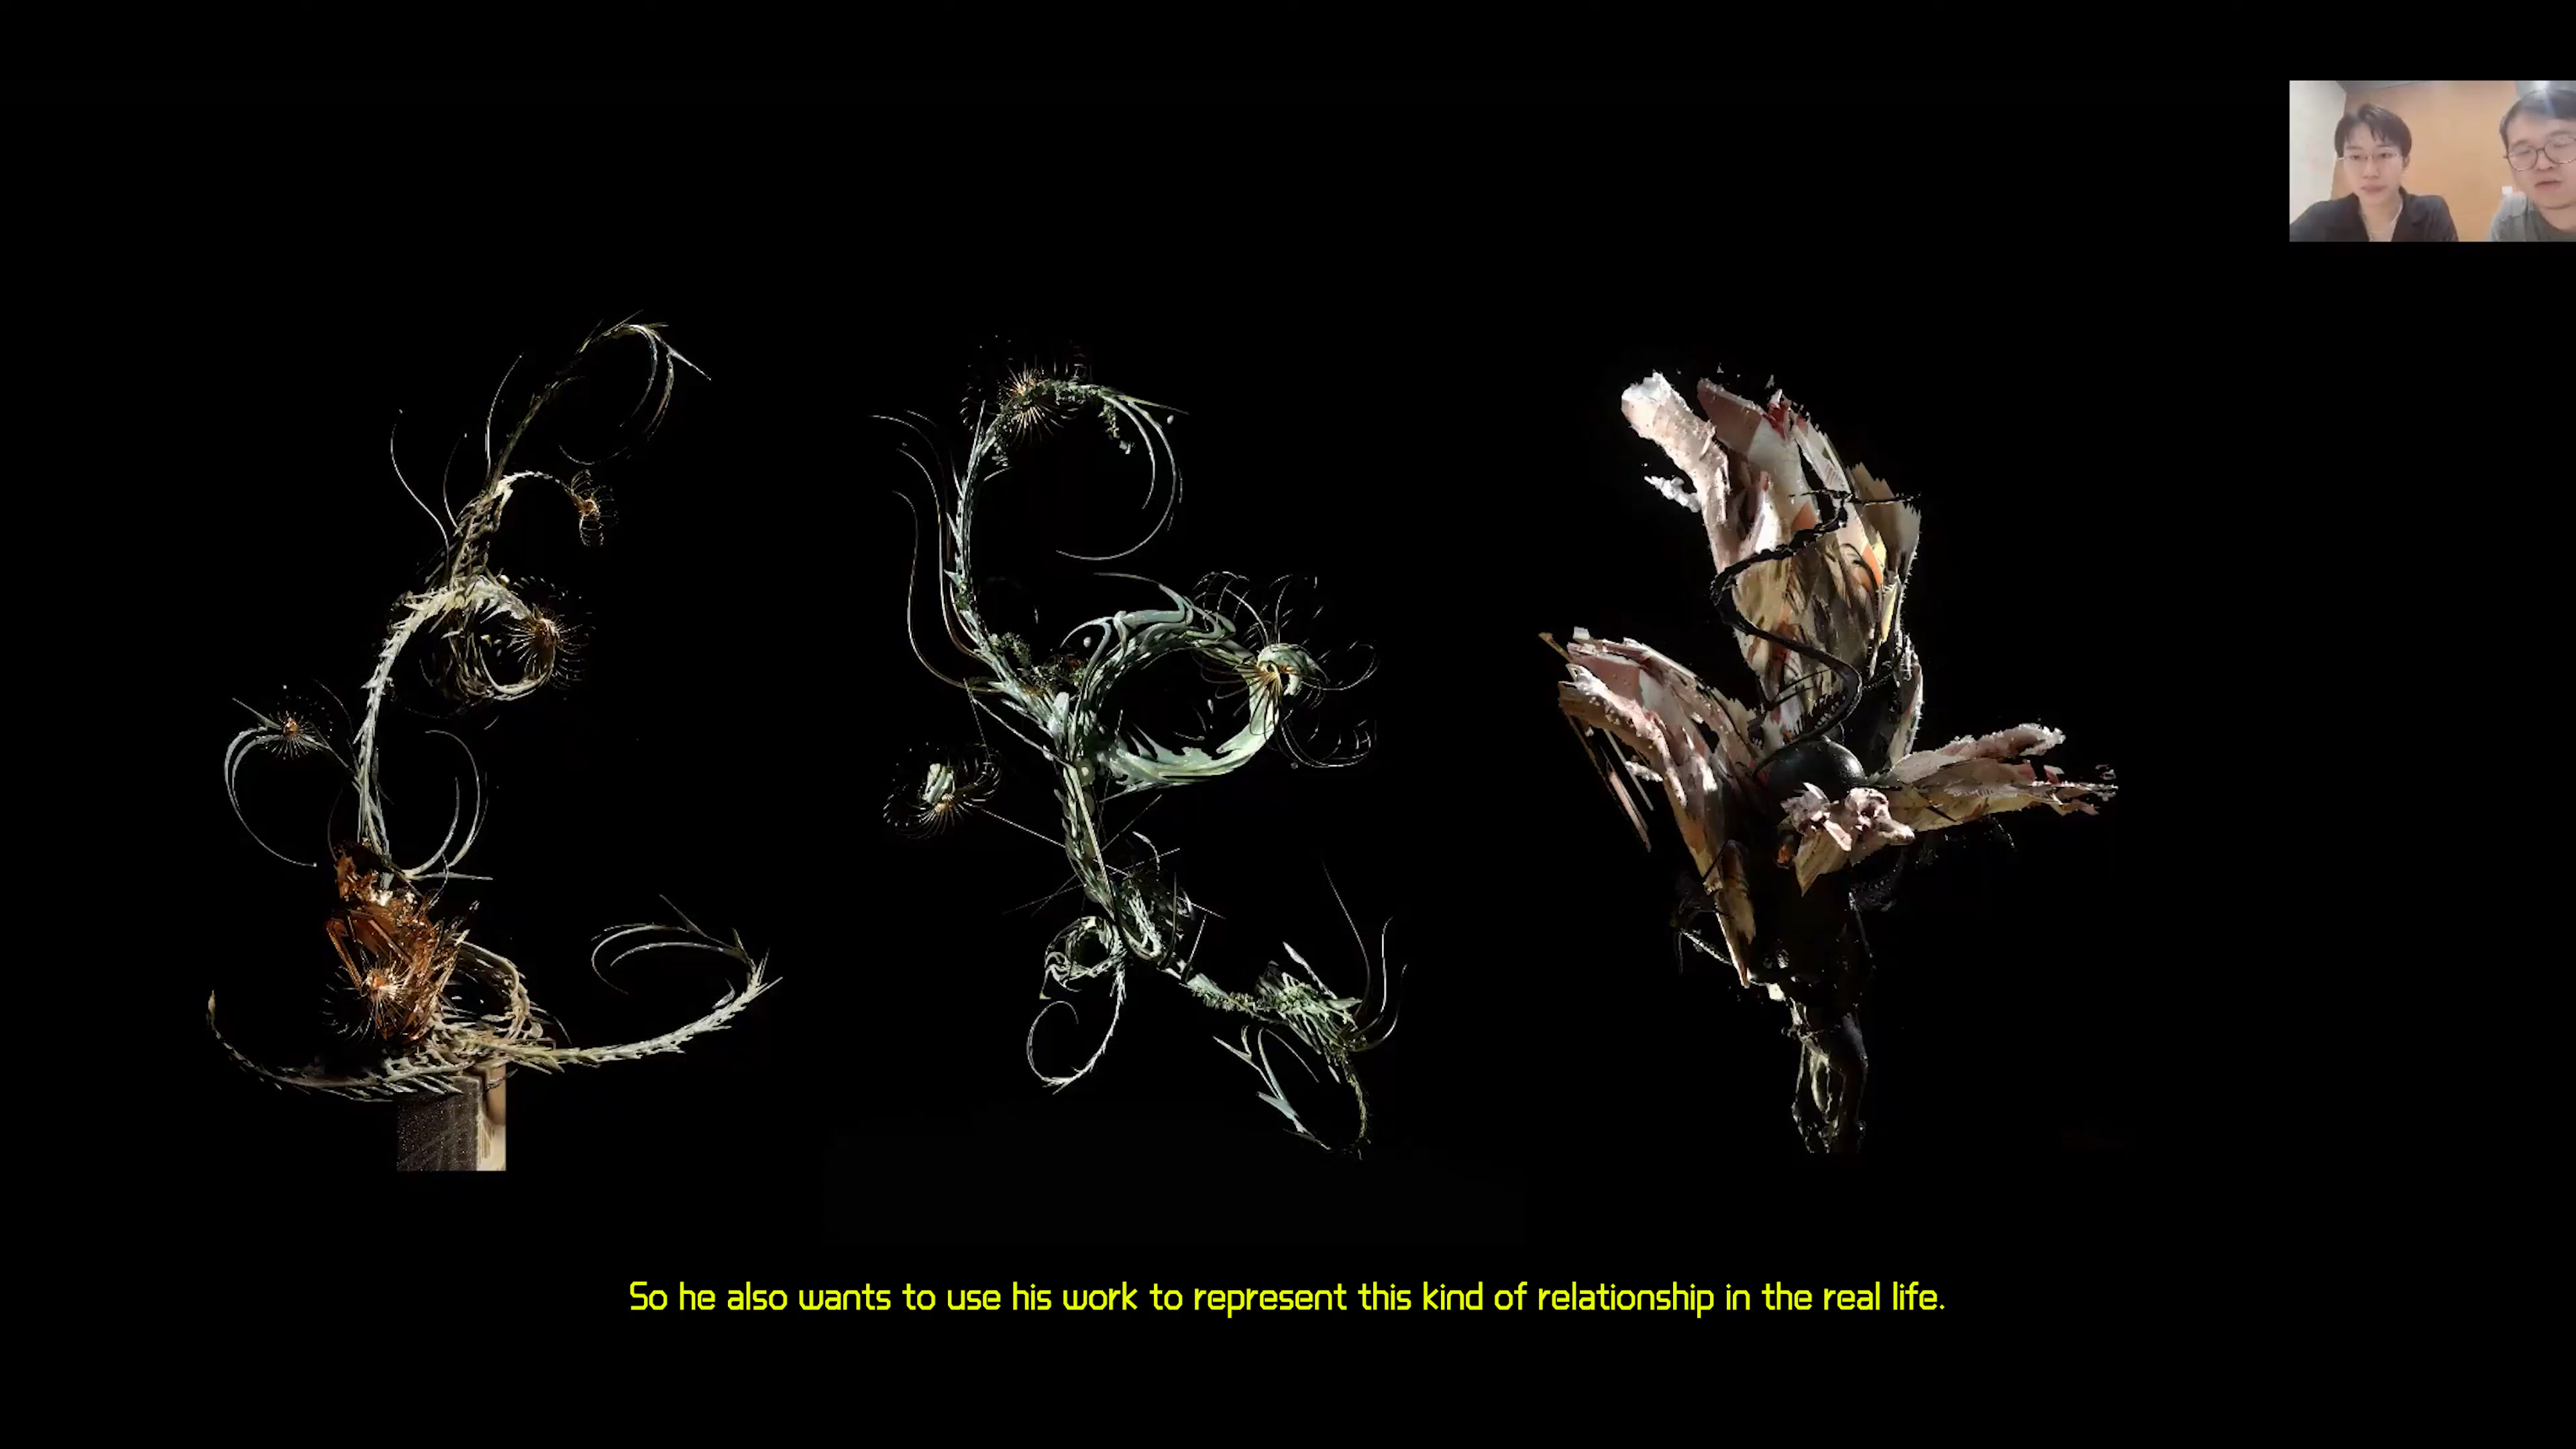 So he also wants to use his work to represent this kind of relationship in the real life.